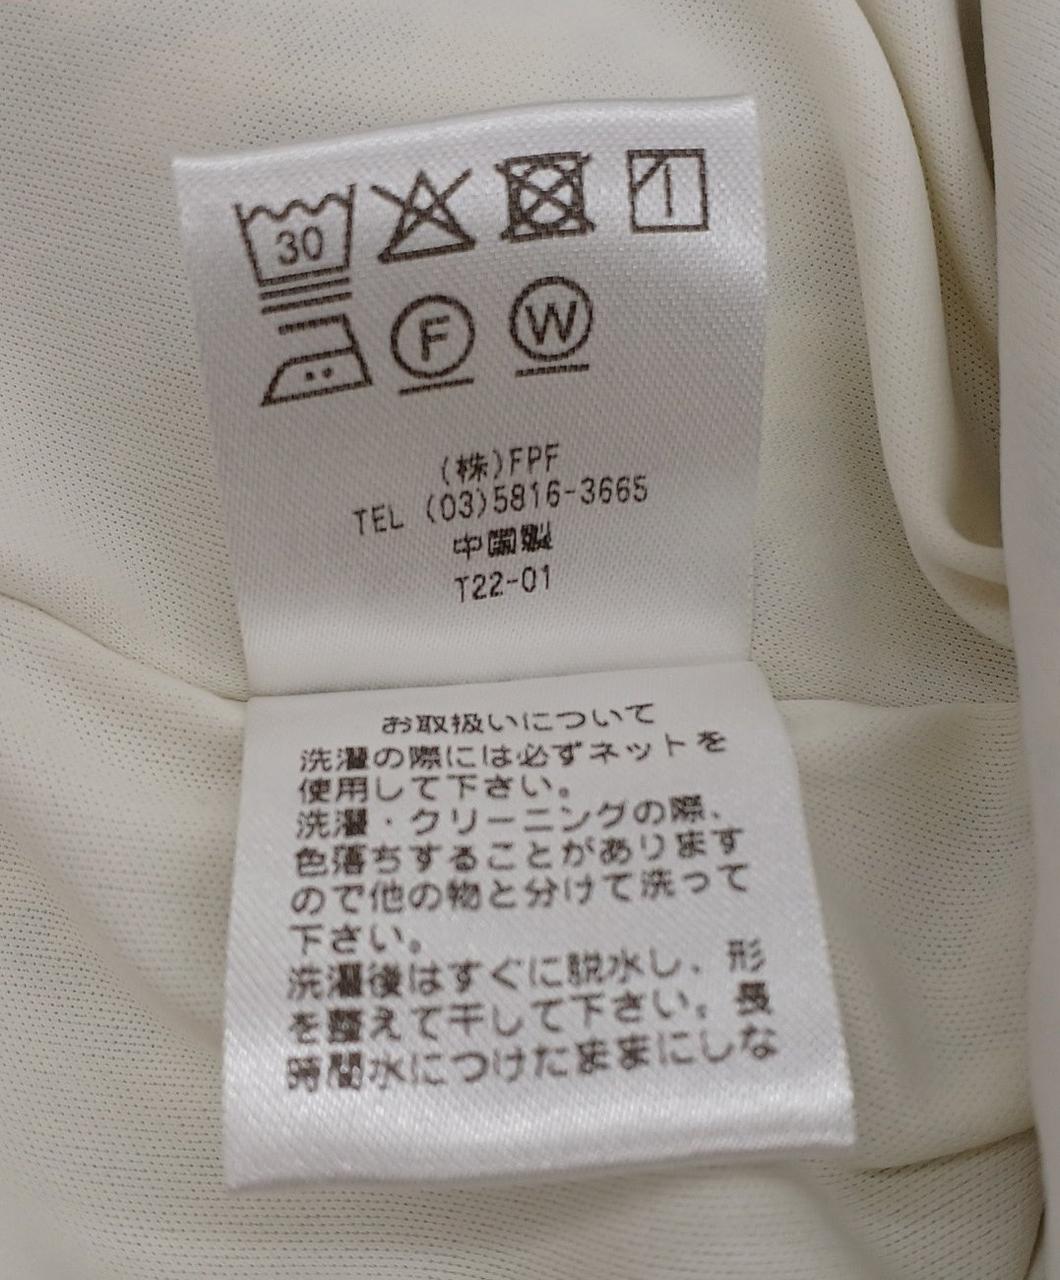 30
F W
(株)FPF
TEL (03)5816-3665
中国製
T22-01
お取扱いについて
洗濯の際には必ずネットを
使用して下さい。
洗濯・クリーニングの際、
色落ちすることがあります
ので他の物と分けて洗って
下さい。
洗濯後はすぐに脱水し、形
を整えて干して下さい。長
時間水につけたままにしな